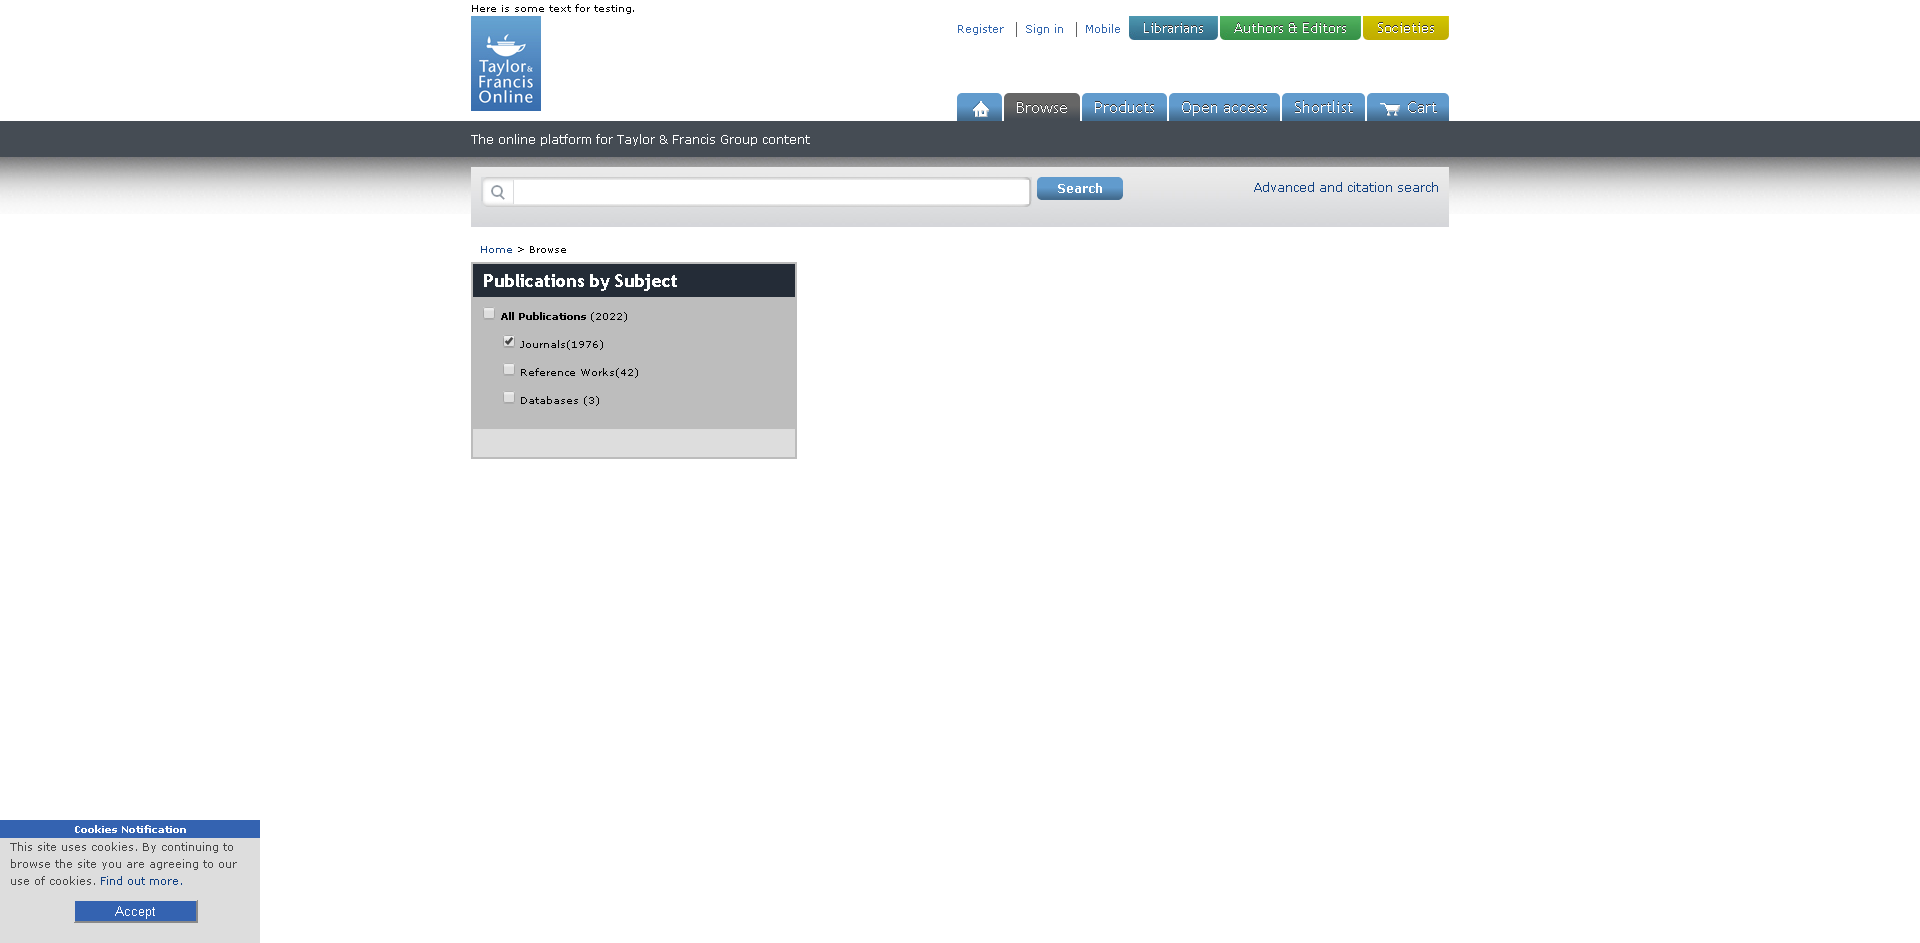 Here is some text for testing.
Taylor &
Francis
Online
Register
Sign in
Mobile
Librarians
Authors & Editors
Societies
Browse
Products
Open access
Shortlist
Cart
The online platform for Taylor & Francis Group content
Search
Advanced and citation search
Home > Browse
Publications by Subject
All Publications (2022)
Journals(1976)
Reference Works(42)
Databases (3)
Cookies Notification
This site uses cookies. By continuing to
browse the site you are agreeing to our
use of cookies. Find out more.
Accept